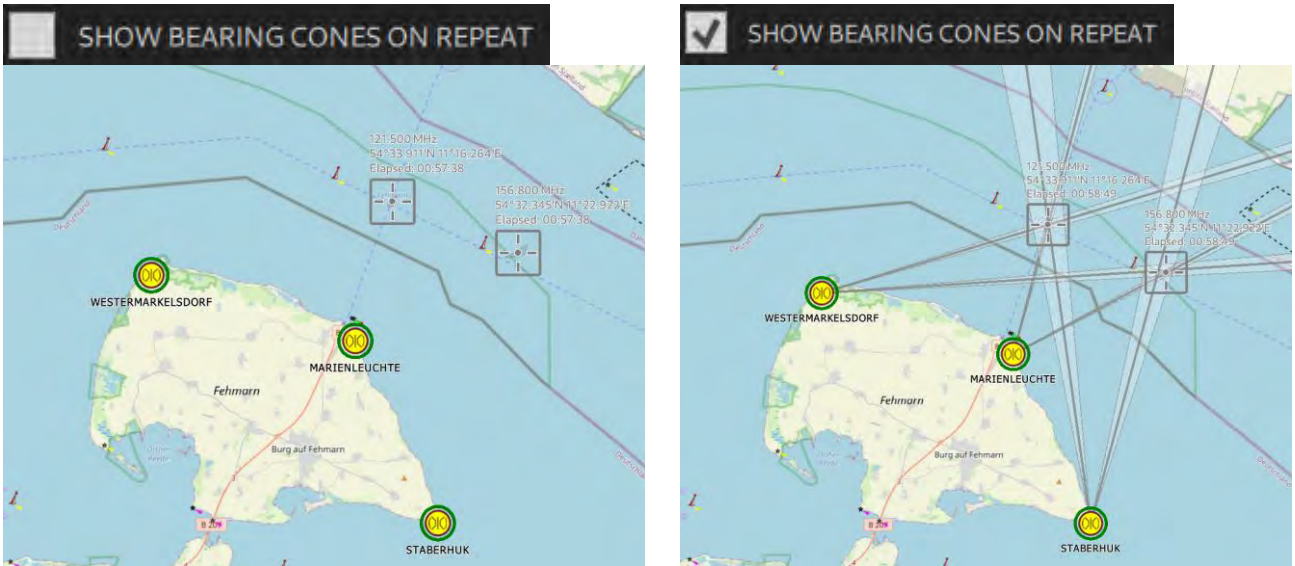 SHOW BEARING CONES ON REPEAT
121.500 MHz
54°33.911'N 11°16.264'E
Elapsed: 00:57:38
156.800 MHz
54°32.345'N 11°22.922'E
Elapsed: 00:57:38
Deutschland
WESTERMARKELSDORF
MARIENLEUCHTE
Fehmarn
Burg auf Fehmarn
B 207
STABERHUK
SHOW BEARING CONES ON REPEAT
121.500 MHz
54°33.911'N 11°16.264'E
Elapsed: 00:58:49
156.800 MHz
54°32.345'N 11°22.922'E
Elapsed: 00:58:49
Deutschland
WESTERMARKELSDORF
MARIENLEUCHTE
Fehmarn
Burg auf Fehmarn
Deutschland
STABERHUK